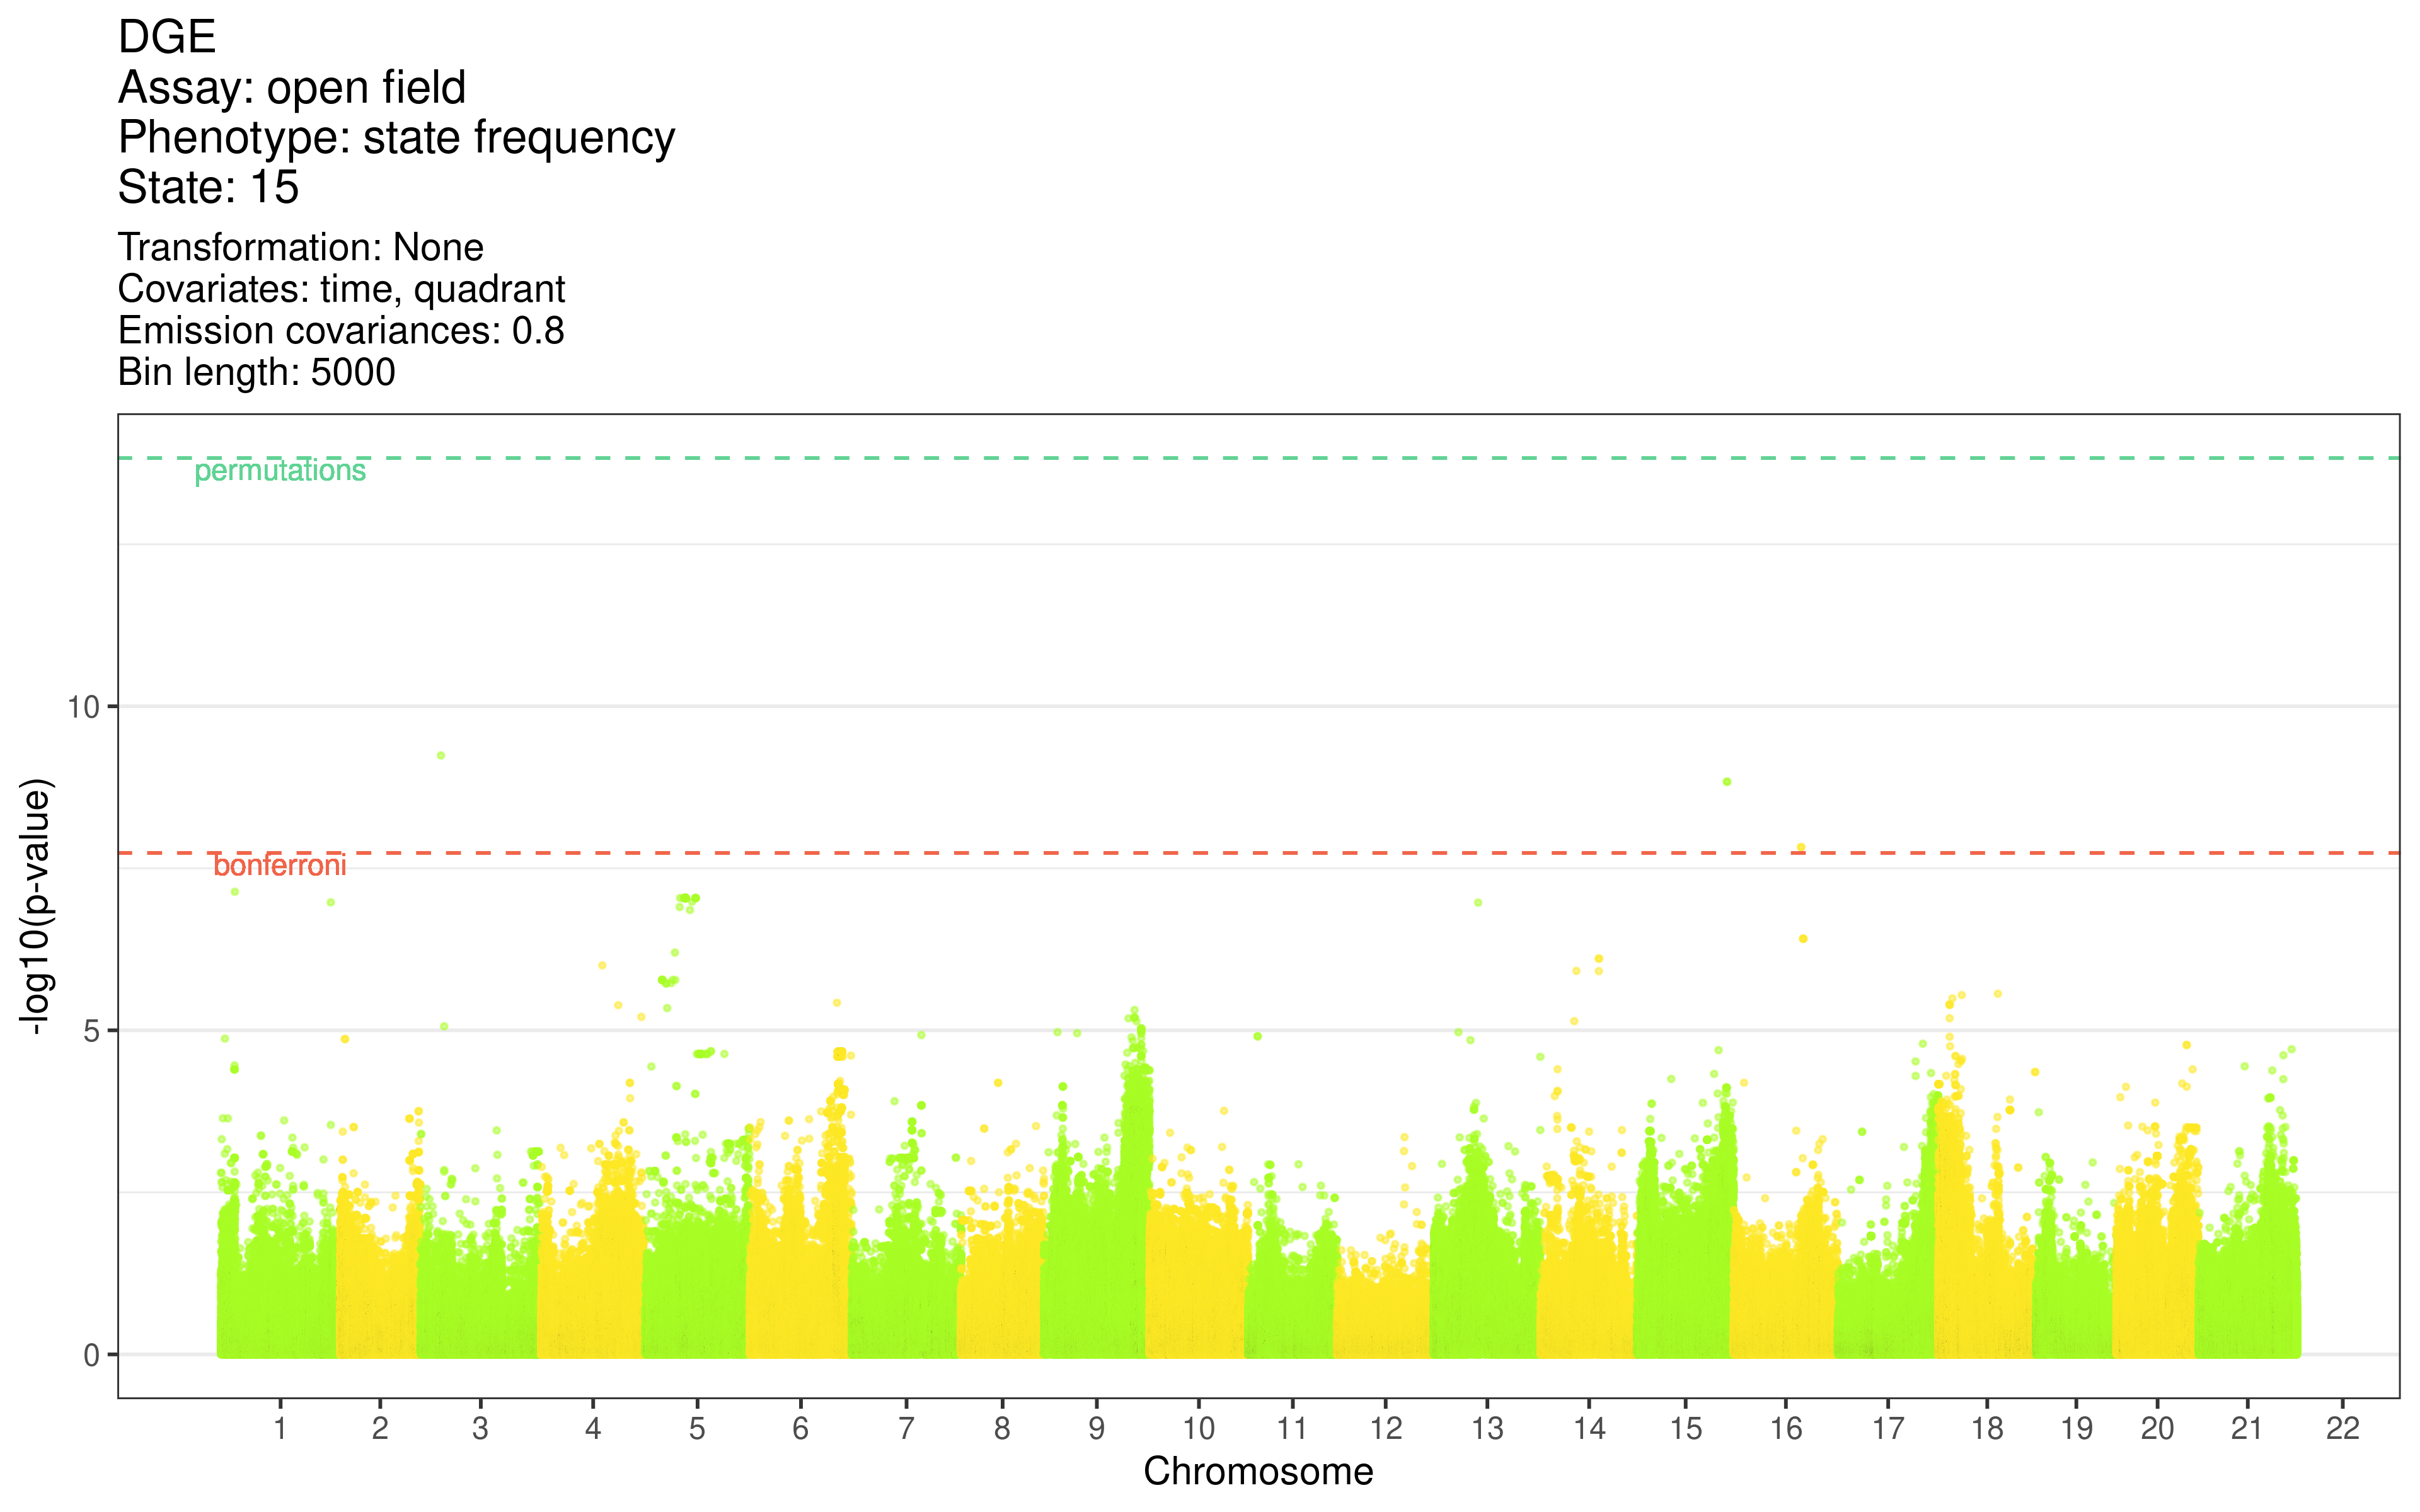 DGE
Assay: open field
Phenotype: state frequency
State: 15
Transformation: None
Covariates: time, quadrant
Emission covariances: 0.8
Bin length: 5000
permutations
10
bonferroni
5
0
-log10(p-value)
1 2 3 4 5 6 7 8 9 10 11 12 13 14 15 16 17 18 19 20 21 22
Chromosome